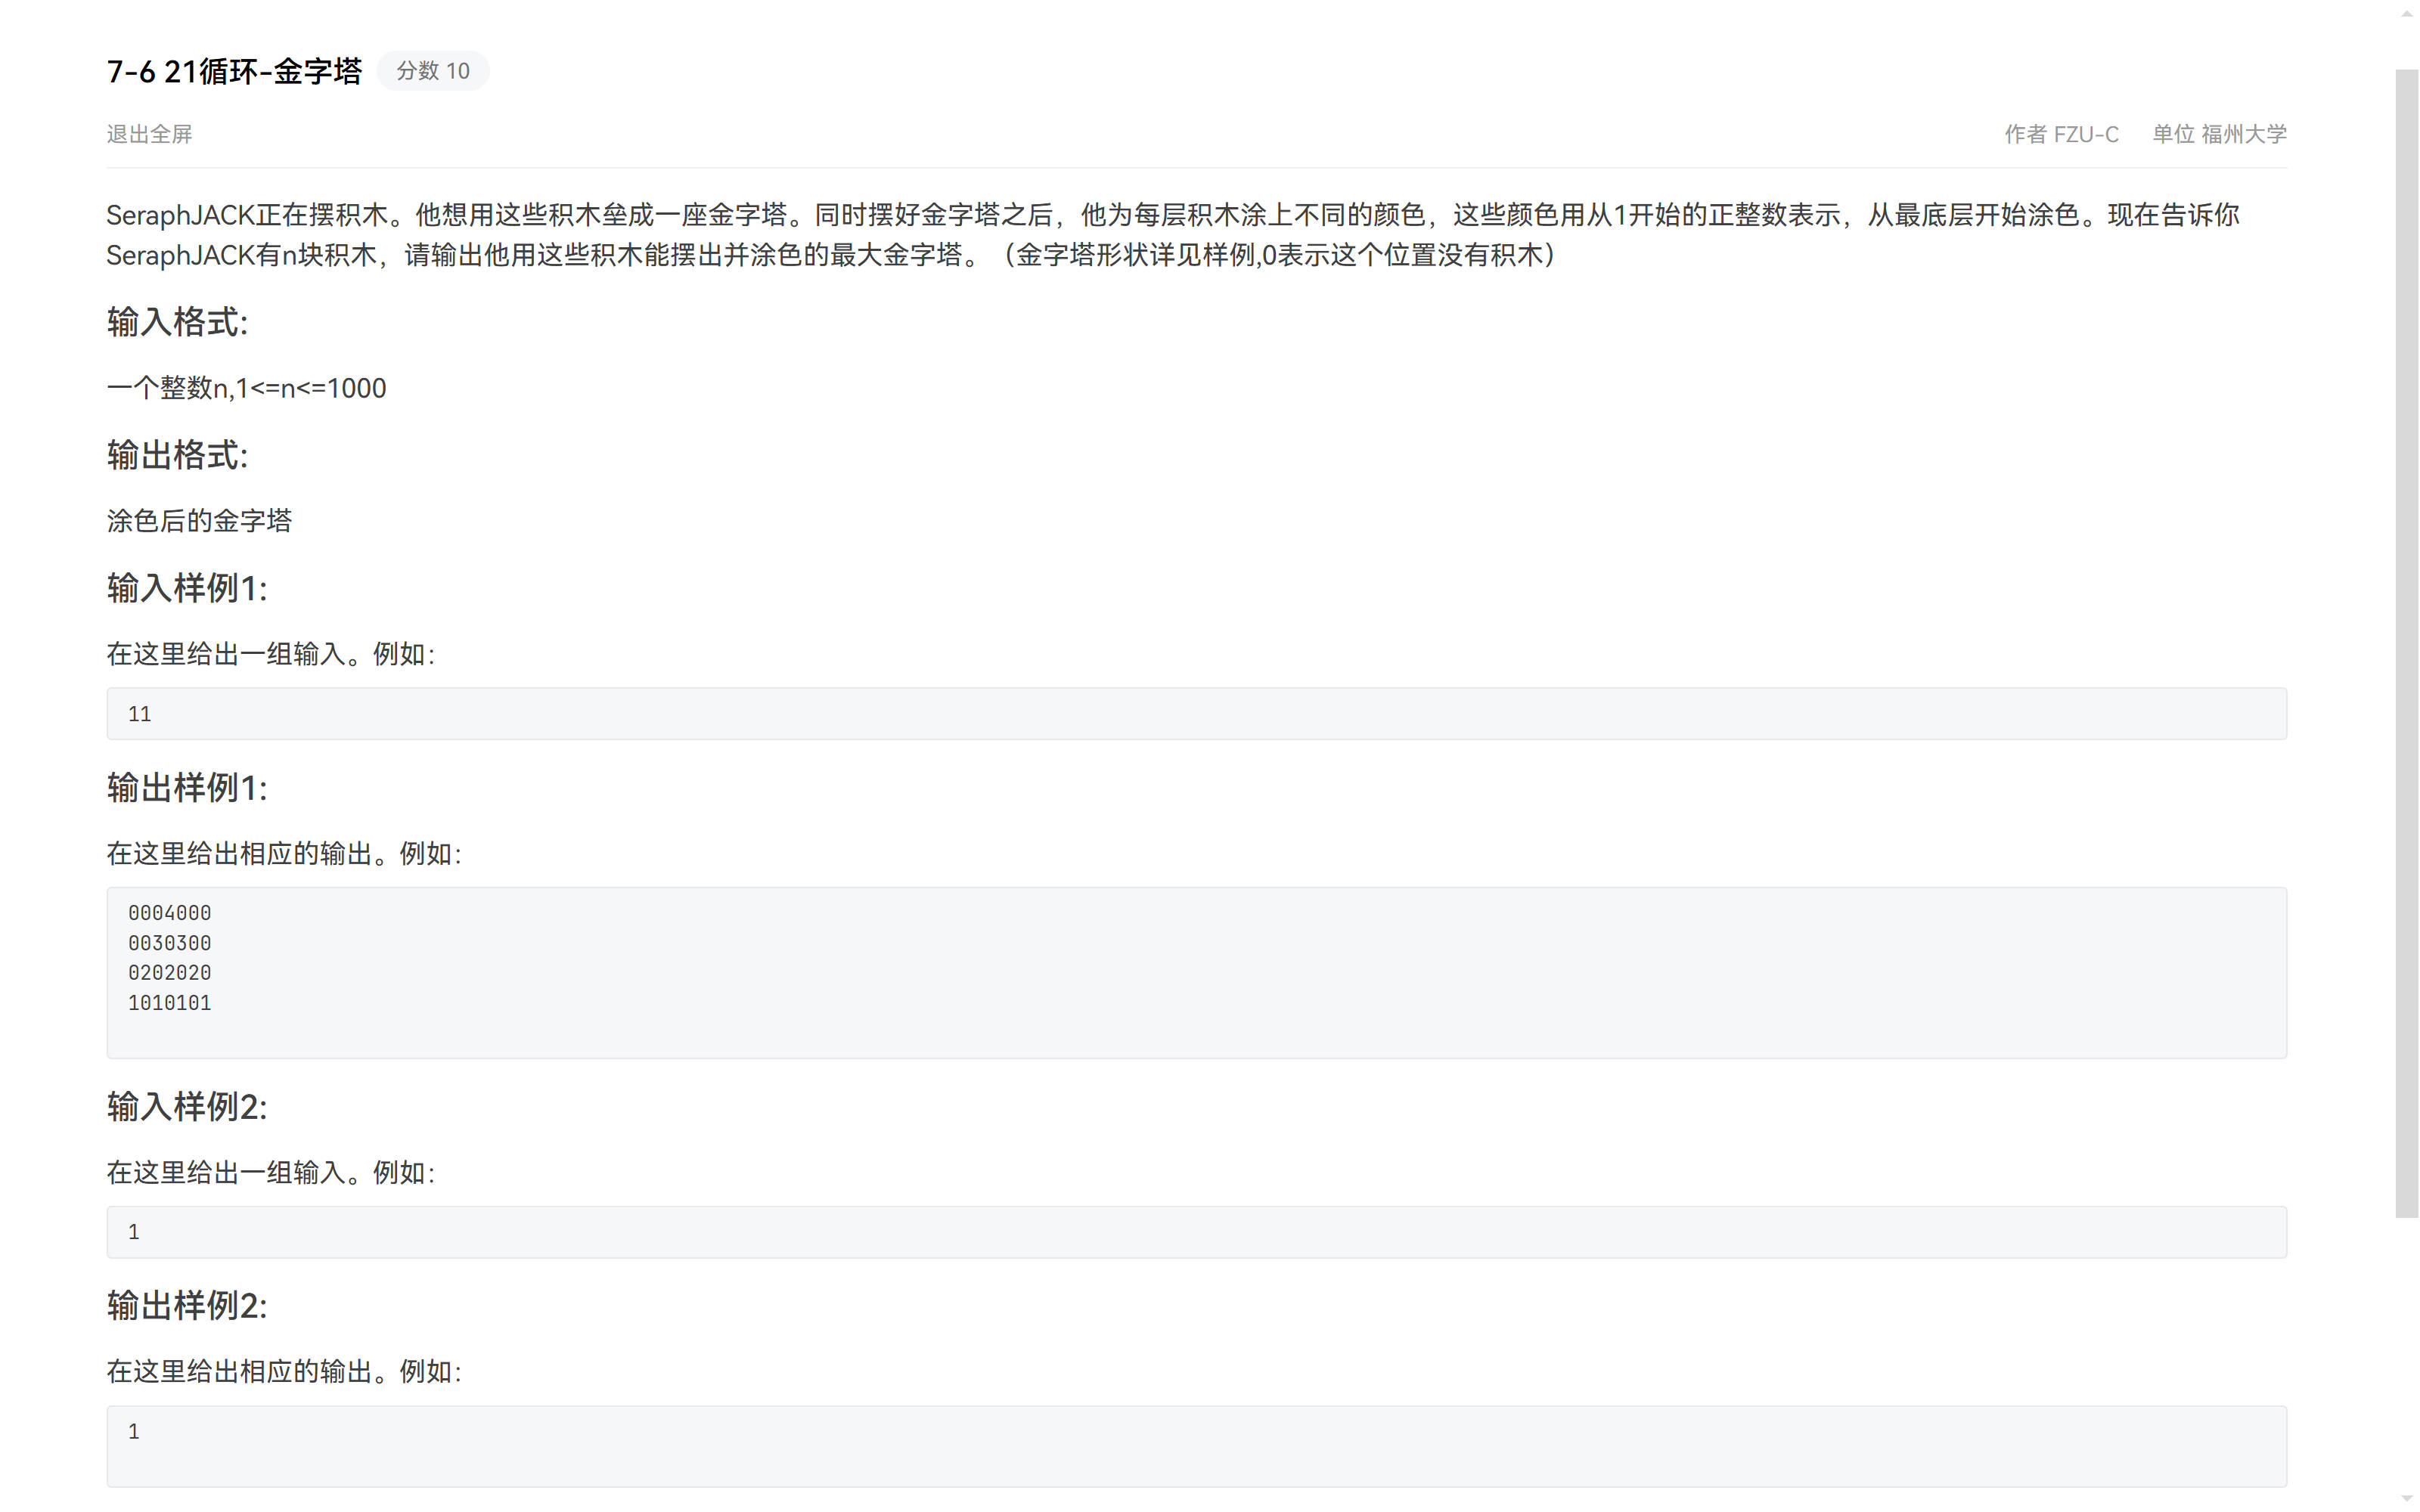 7-6 21循环-金字塔 分数 10
退出全屏 作者 FZU-C 单位 福州大学
SeraphJACK正在摆积木。他想用这些积木垒成一座金字塔。同时摆好金字塔之后，他为每层积木涂上不同的颜色，这些颜色用从1开始的正整数表示，从最底层开始涂色。现在告诉你
SeraphJACK有n块积木，请输出他用这些积木能摆出并涂色的最大金字塔。（金字塔形状详见样例,0表示这个位置没有积木）
输入格式:
一个整数n,1<=n<=1000
输出格式:
涂色后的金字塔
输入样例1:
在这里给出一组输入。例如：
11
输出样例1:
在这里给出相应的输出。例如：
0004000
0030300
0202020
1010101
输入样例2:
在这里给出一组输入。例如：
1
输出样例2:
在这里给出相应的输出。例如：
1